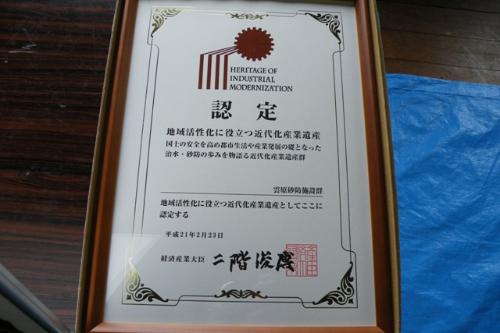 HERITAGE OF
INDUSTRIAL
MODERNIZATION
認定
地域活性化に役立つ近代化産業遺産
国土の安全を高め都市生活や産業発展の礎となった
治水・砂防の歩みを物語る近代化産業遺産群
雲原砂防施設群
地域活性化に役立つ近代化産業遺産としてここに
認定する
平成21年2月23日
経済産業大臣 二階俊廣